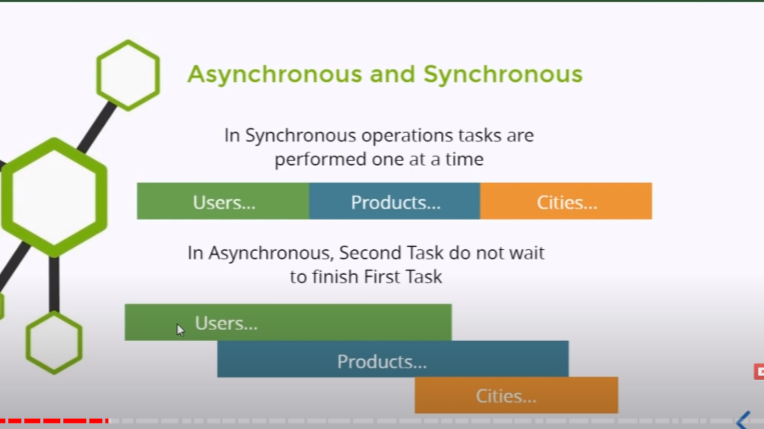 Asynchronous and Synchronous
In Synchronous operations tasks are
performed one at a time
Users...
Products...
Cities...
In Asynchronous, Second Task do not wait
to finish First Task
Users...
Products...
Cities...